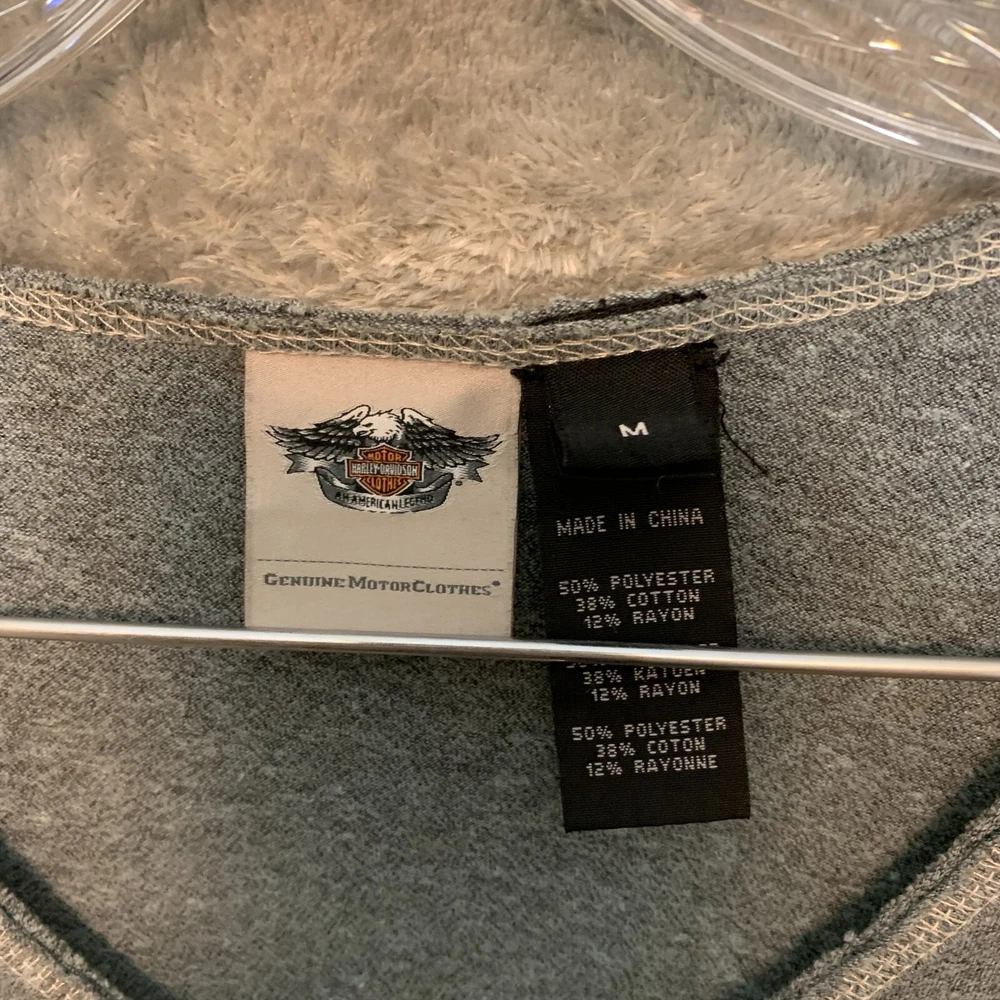 MOTOR
HARLEY-DAVIDSON
CLOTHES
AN AMERICAN LEGEND
GENUINE MOTORCLOTHES®
M
MADE IN CHINA
50% POLYESTER
38% COTTON
12% RAYON
38% KATOEN
12% RAYON
50% POLYESTER
38% COTON
12% RAYONNE